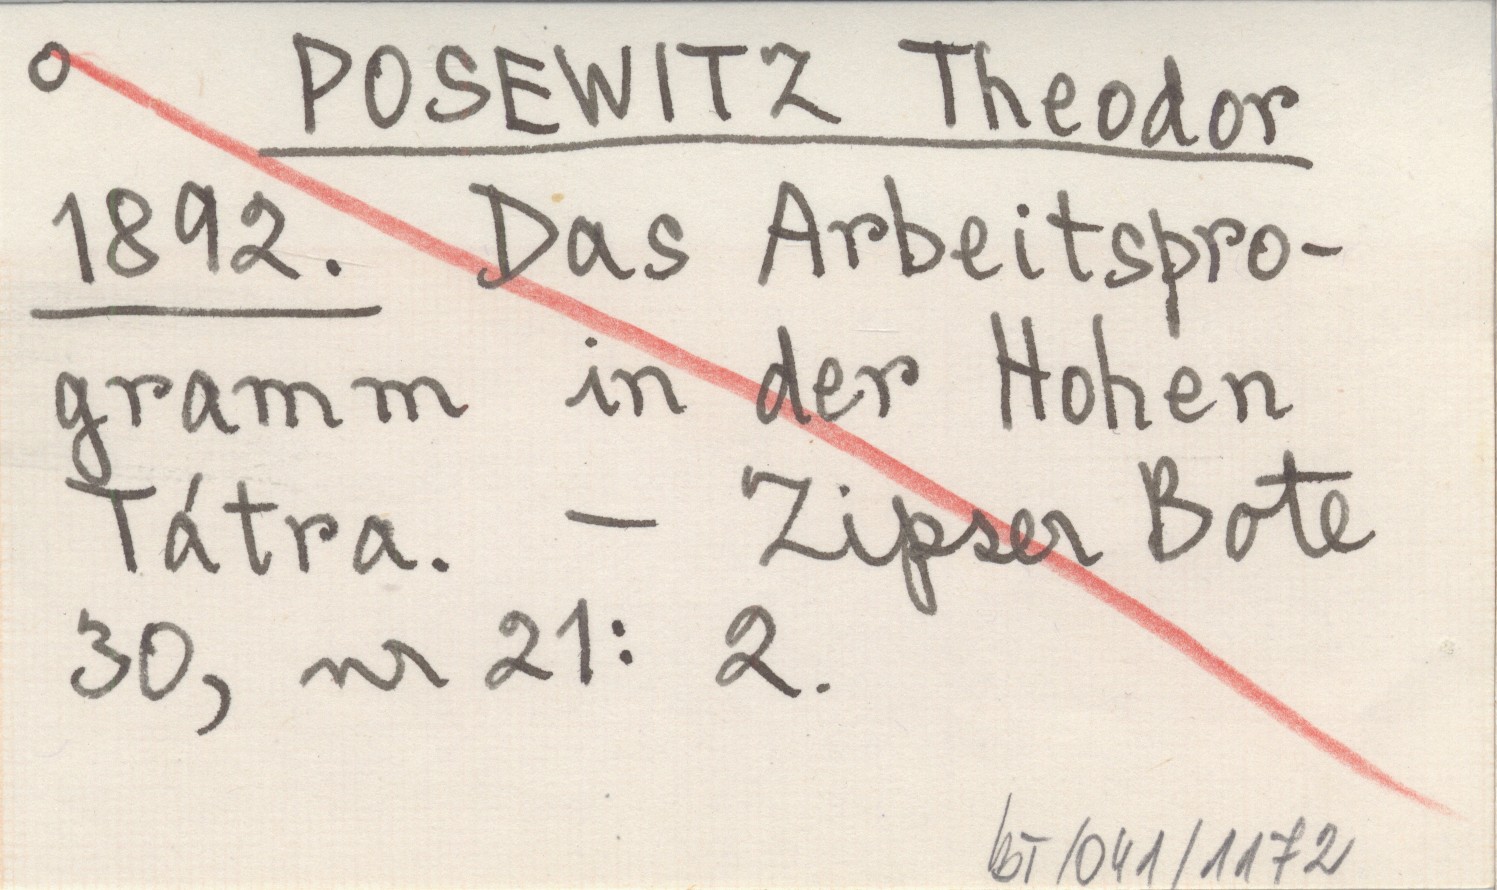 o POSEWITZ Theodor
1892. Das Arbeitspro-
gramm in der Hohen
Tátra. — Zipser Bote
30, nr 21: 2.
BT/041/1172